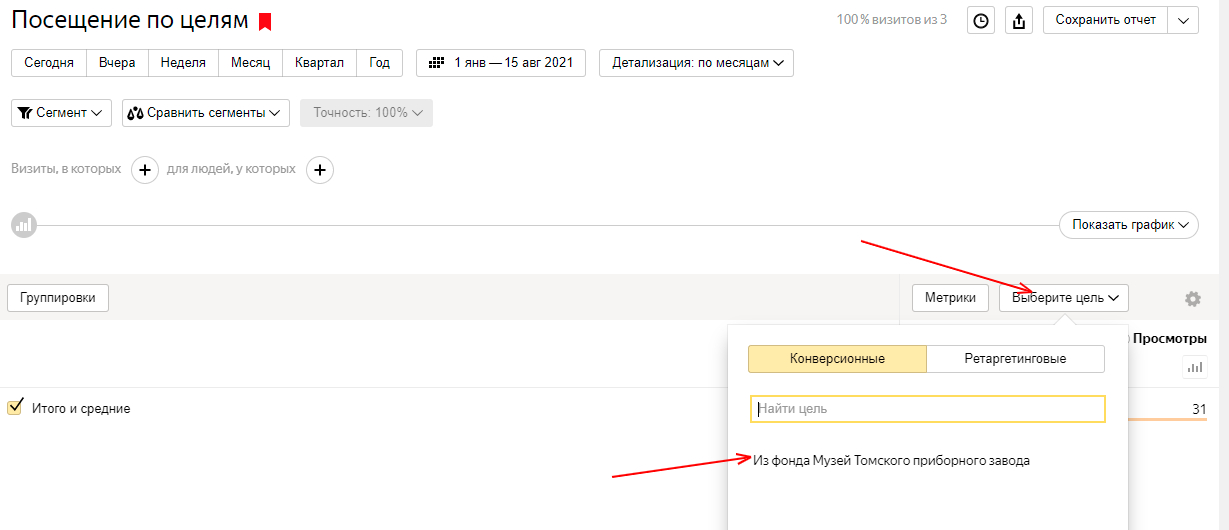 Посещение по целям
100 % визитов из 3
Сохранить отчет
Сегодня Вчера Неделя Месяц Квартал Год
1 янв — 15 авг 2021
Детализация: по месяцам
Сегмент
Сравнить сегменты
Точность: 100%
Визиты, в которых + для людей, у которых +
Показать график
Группировки
Метрики
Выберите цель
Просмотры
Конверсионные Ретаргетинговые
Найти цель
Итого и средние
31
Из фонда Музей Томского приборного завода